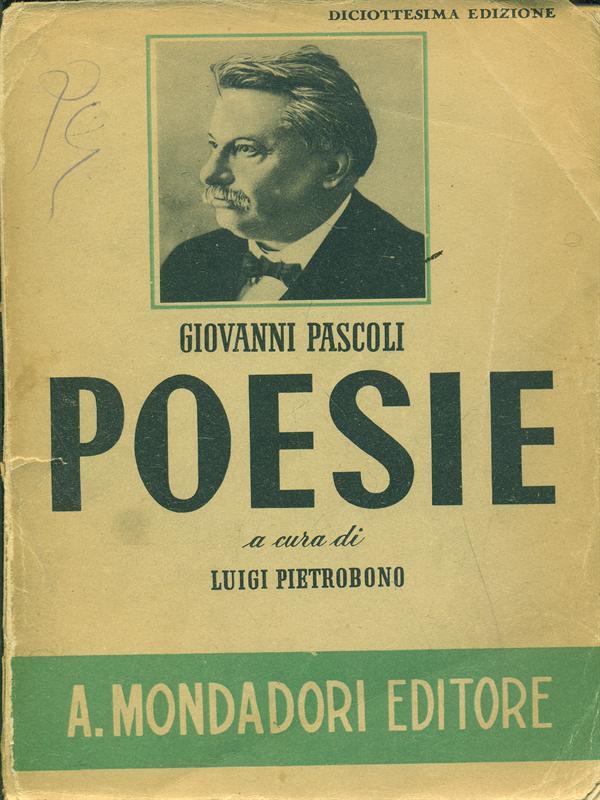 DICIOTTESIMA EDIZIONE
GIOVANNI PASCOLI
POESIE
a cura di
LUIGI PIETROBONO
A. MONDADORI EDITORE